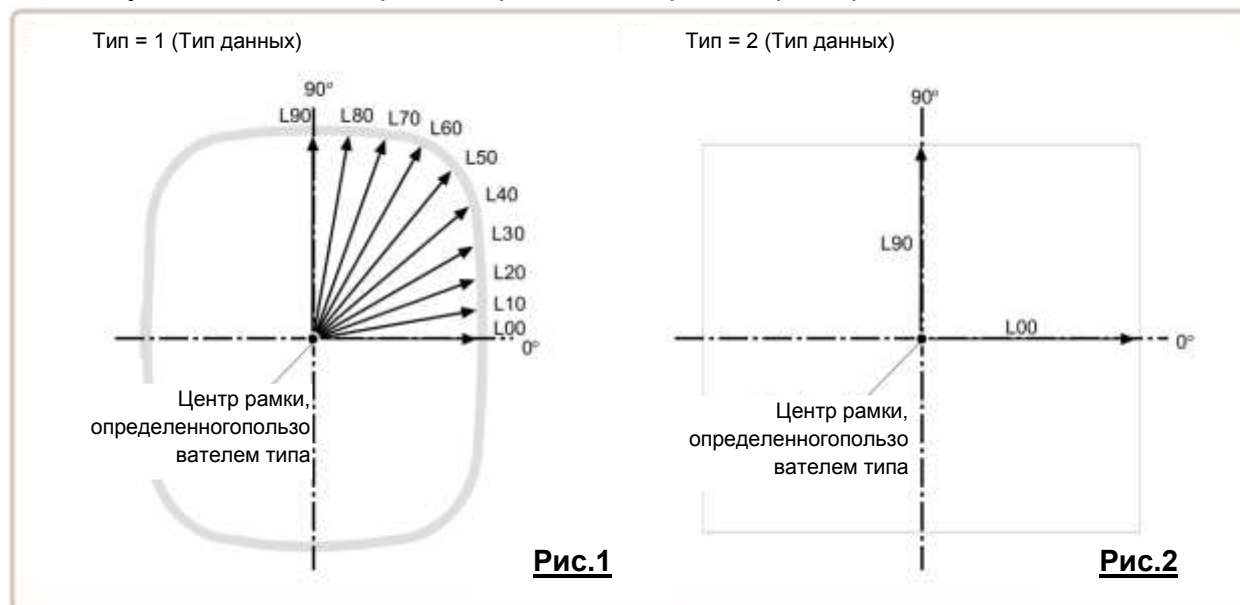 Тип = 1 (Тип данных)
90°
L90
L80
L70
L60
L50
L40
L30
L20
L10
L00
0°
Центр рамки,
определенногопользо
вателем типа
Рис.1
Тип = 2 (Тип данных)
90°
L90
L00
0°
Центр рамки,
определенногопользо
вателем типа
Рис.2